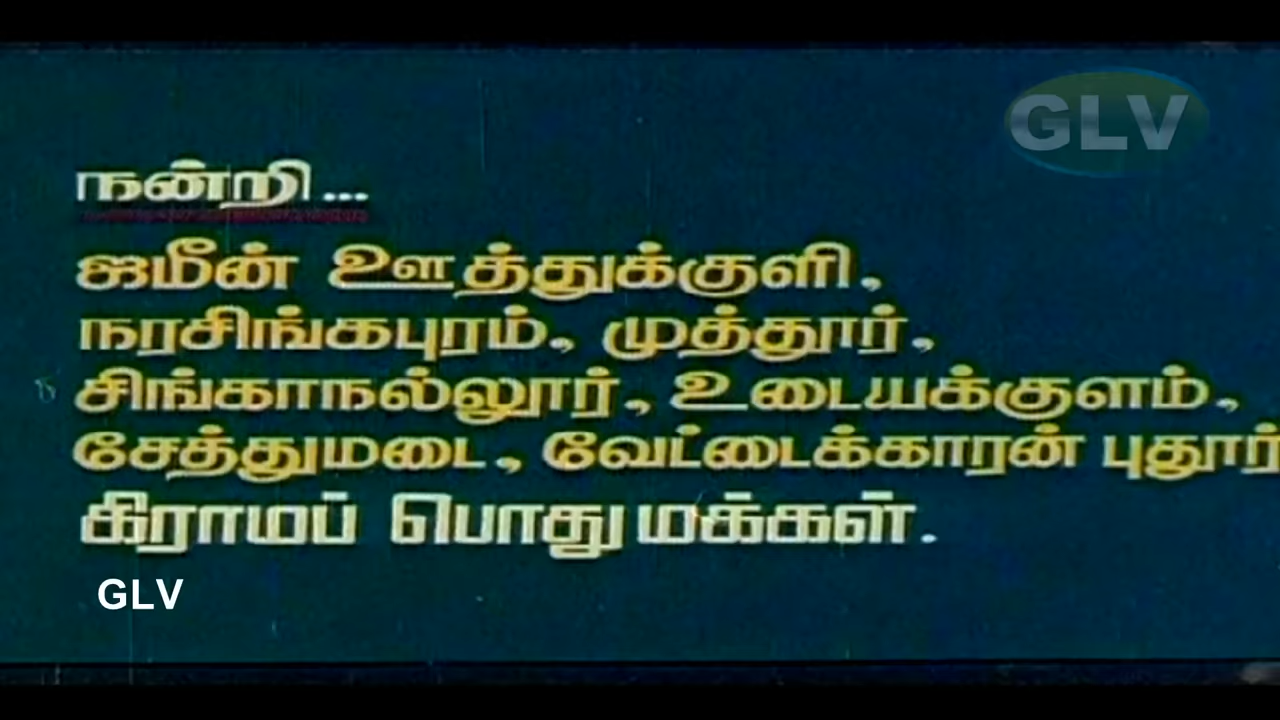 GLV
நன்றி...
ஜமீன் ஊத்துக்குளி,
நரசிங்கபுரம், முத்தூர்,
சிங்காநல்லூர், உடையக்குளம்,
சேத்துமடை, வேட்டைக்காரன் புதூர்
கிராமப் பொதுமக்கள்.
GLV